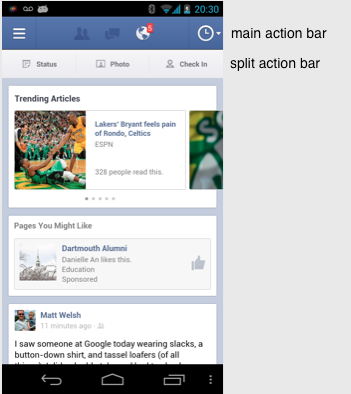 20:30
5
main action bar
Status
Photo
Check In
split action bar
Trending Articles
Lakers' Bryant feels pain
of Rondo, Celtics
ESPN
328 people read this.
Pages You Might Like
Dartmouth Alumni
Danielle An likes this.
Education
Sponsored
Matt Welsh
11 minutes ago
I saw someone at Google today wearing slacks, a
button-down shirt, and tassel loafers (of all